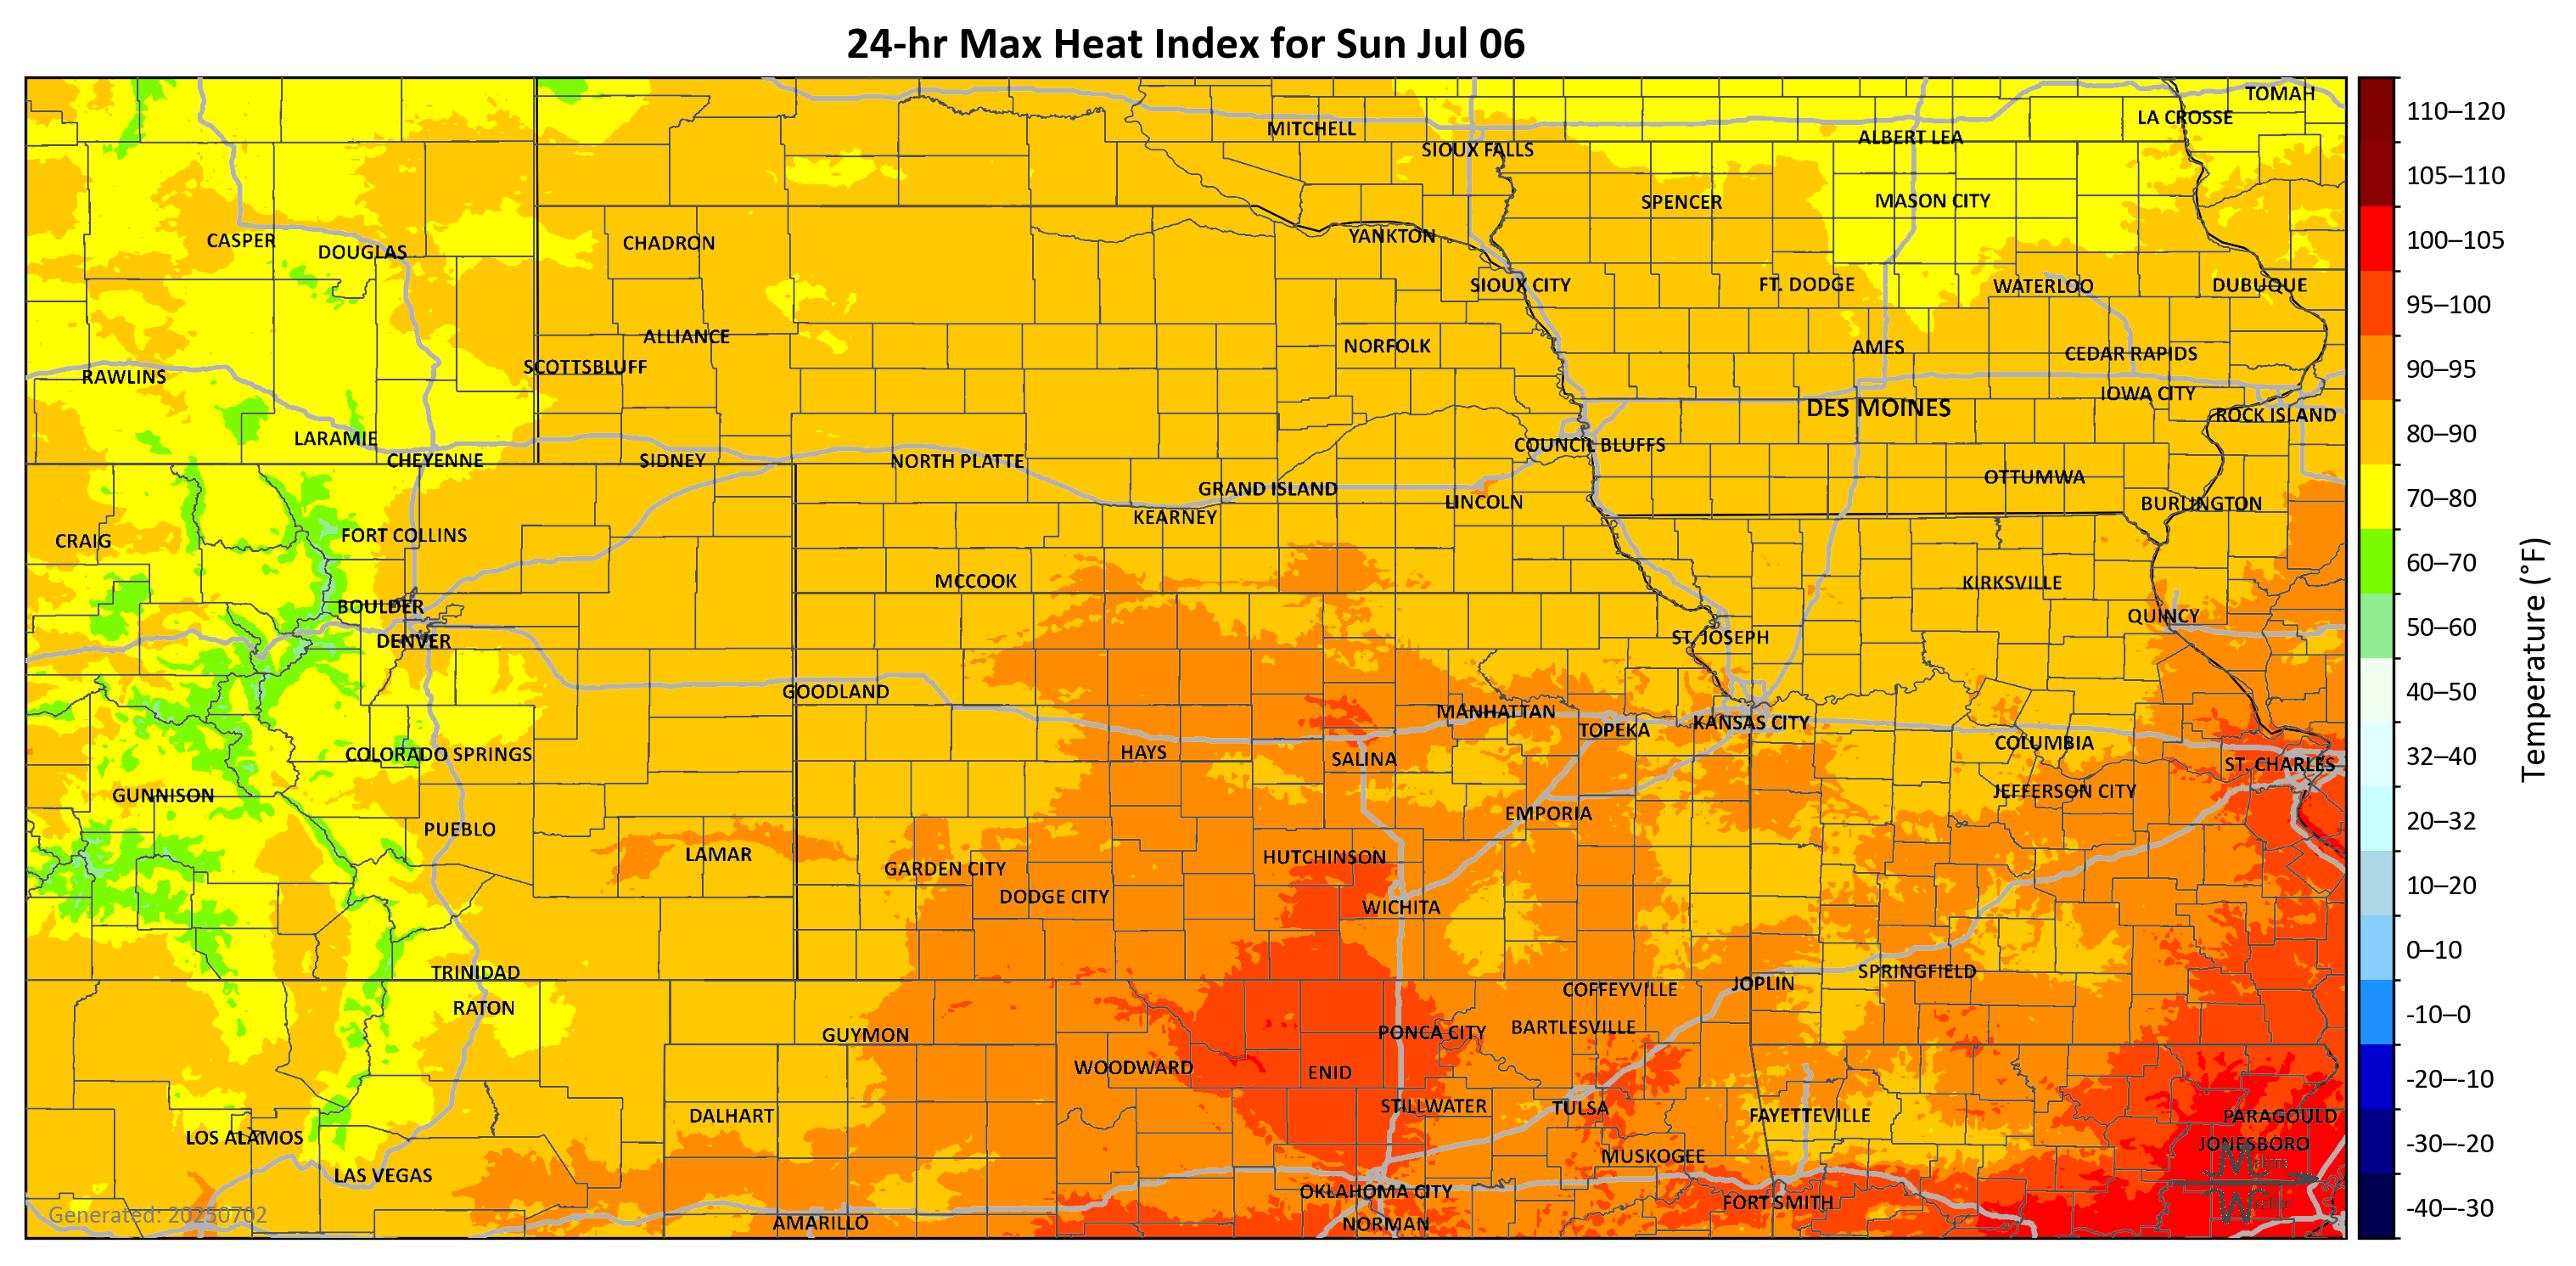 24-hr Max Heat Index for Sun Jul 06
TOMAH
LA CROSSE
MITCHELL
ALBERT LEA
SIOUX FALLS
SPENCER
MASON CITY
YANKTON
CASPER
CHADRON
DOUGLAS
SIOUX CITY
FT. DODGE
WATERLOO
DUBUQUE
ALLIANCE
NORFOLK
AMES
CEDAR RAPIDS
SCOTTSBLUFF
RAWLINS
IOWA CITY
DES MOINES
ROCK ISLAND
LARAMIE
COUNCIL BLUFFS
CHEYENNE
SIDNEY
NORTH PLATTE
OTTUMWA
GRAND ISLAND
LINCOLN
BURLINGTON
KEARNEY
FORT COLLINS
CRAIG
MCCOOK
KIRKSVILLE
BOULDER
QUINCY
DENVER
ST. JOSEPH
GOODLAND
MANHATTAN
KANSAS CITY
TOPEKA
COLUMBIA
COLORADO SPRINGS
HAYS
SALINA
ST. CHARLES
GUNNISON
JEFFERSON CITY
EMPORIA
PUEBLO
LAMAR
HUTCHINSON
GARDEN CITY
DODGE CITY
WICHITA
TRINIDAD
SPRINGFIELD
JOPLIN
COFFEYVILLE
RATON
BARTLESVILLE
PONCA CITY
GUYMON
WOODWARD
ENID
STILLWATER
TULSA
DALHART
FAYETTEVILLE
PARAGOULD
LOS ALAMOS
JONESBORO
MUSKOGEE
LAS VEGAS
OKLAHOMA CITY
FORT SMITH
AMARILLO
NORMAN
Generated: 20250702
110–120
105–110
100–105
95–100
90–95
80–90
70–80
60–70
50–60
40–50
32–40
20–32
10–20
0–10
-10–0
-20–-10
-30–-20
-40–-30
Temperature (°F)